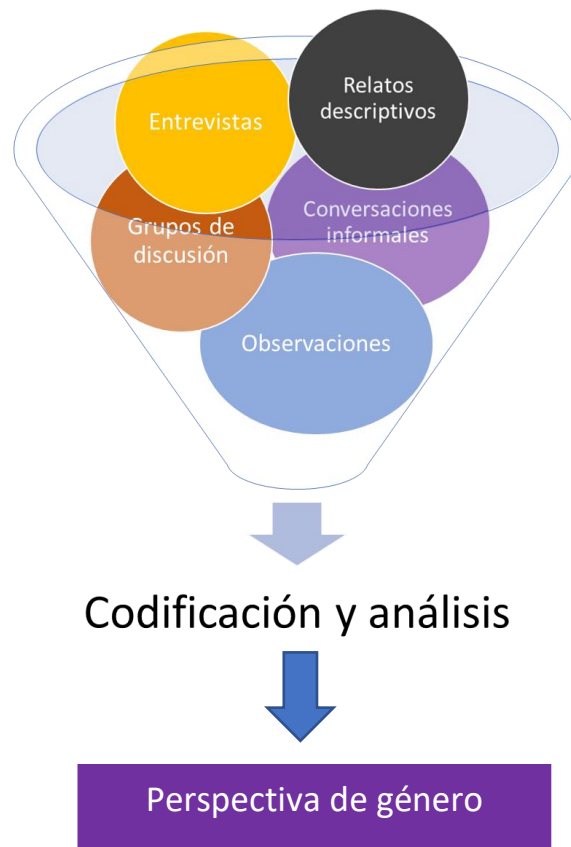 Relatos
descriptivos
Entrevistas
Conversaciones
informales
Grupos de
discusión
Observaciones
Codificación y análisis
Perspectiva de género